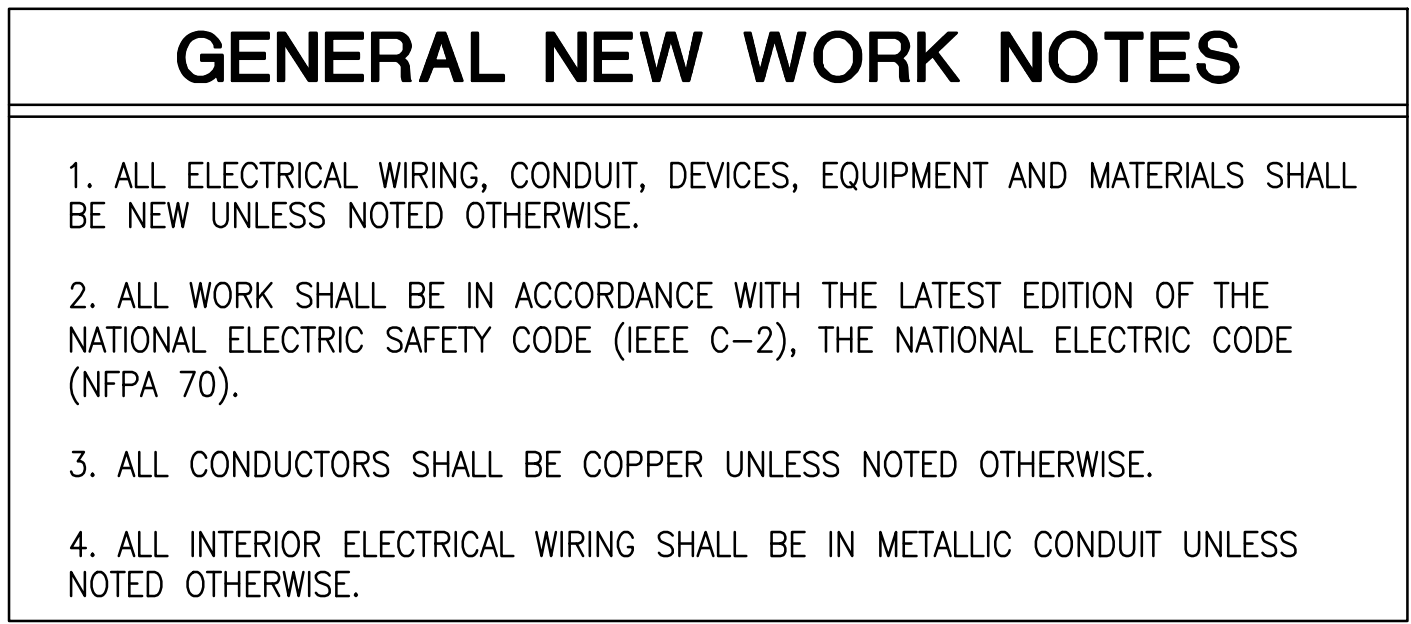 GENERAL NEW WORK NOTES
1. ALL ELECTRICAL WIRING, CONDUIT, DEVICES, EQUIPMENT AND MATERIALS SHALL
BE NEW UNLESS NOTED OTHERWISE.
2. ALL WORK SHALL BE IN ACCORDANCE WITH THE LATEST EDITION OF THE
NATIONAL ELECTRIC SAFETY CODE (IEEE C-2), THE NATIONAL ELECTRIC CODE
(NFPA 70).
3. ALL CONDUCTORS SHALL BE COPPER UNLESS NOTED OTHERWISE.
4. ALL INTERIOR ELECTRICAL WIRING SHALL BE IN METALLIC CONDUIT UNLESS
NOTED OTHERWISE.